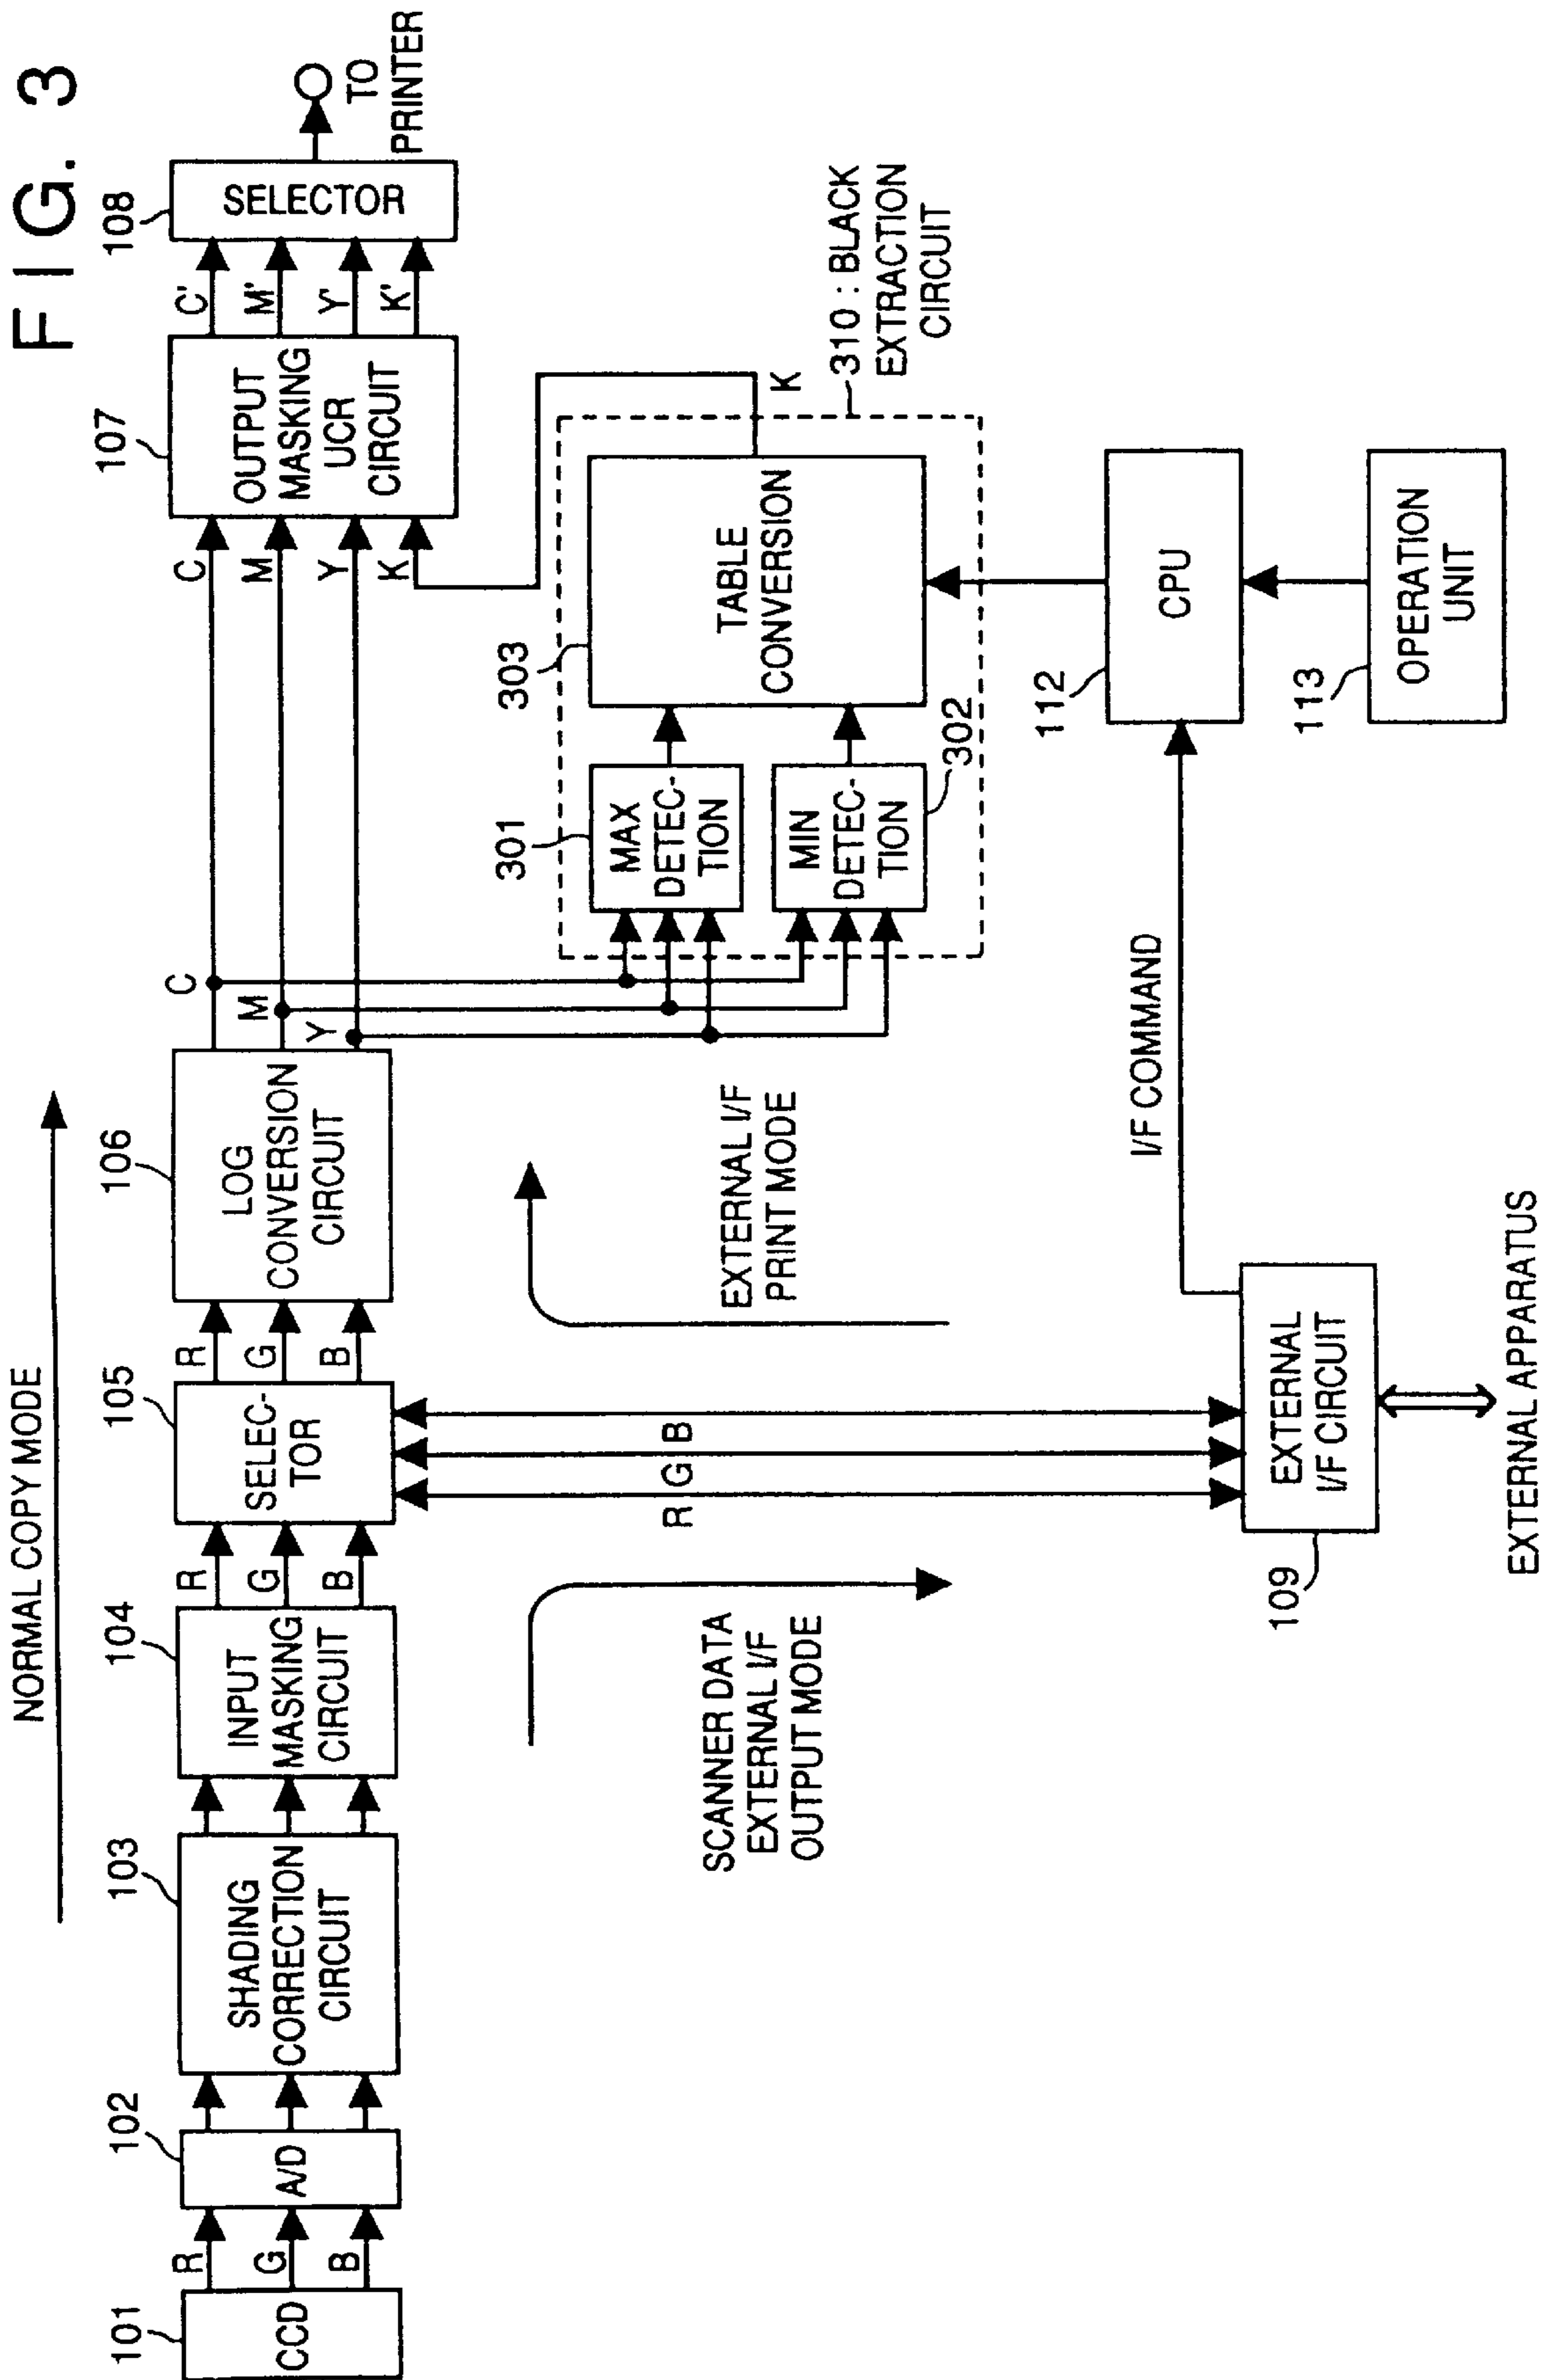 FIG. 3
NORMAL COPY MODE
101
CCD
R
G
B
102
A/D
103
SHADING
CORRECTION
CIRCUIT
104
INPUT
MASKING
CIRCUIT
R
G
B
105
SELEC-
TOR
R
G
B
106
LOG
CONVERSION
CIRCUIT
C
M
Y
C
M
Y
K
107
OUTPUT
MASKING
UCR
CIRCUIT
C'
M'
Y'
K'
108
SELECTOR
TO
PRINTER
SCANNER DATA
EXTERNAL I/F
OUTPUT MODE
R
G
B
EXTERNAL I/F
PRINT MODE
301
MAX
DETEC-
TION
MIN
DETEC-
TION
302
303
TABLE
CONVERSION
K
310 : BLACK
EXTRACTION
CIRCUIT
109
EXTERNAL
I/F CIRCUIT
EXTERNAL APPARATUS
I/F COMMAND
112
CPU
113
OPERATION
UNIT